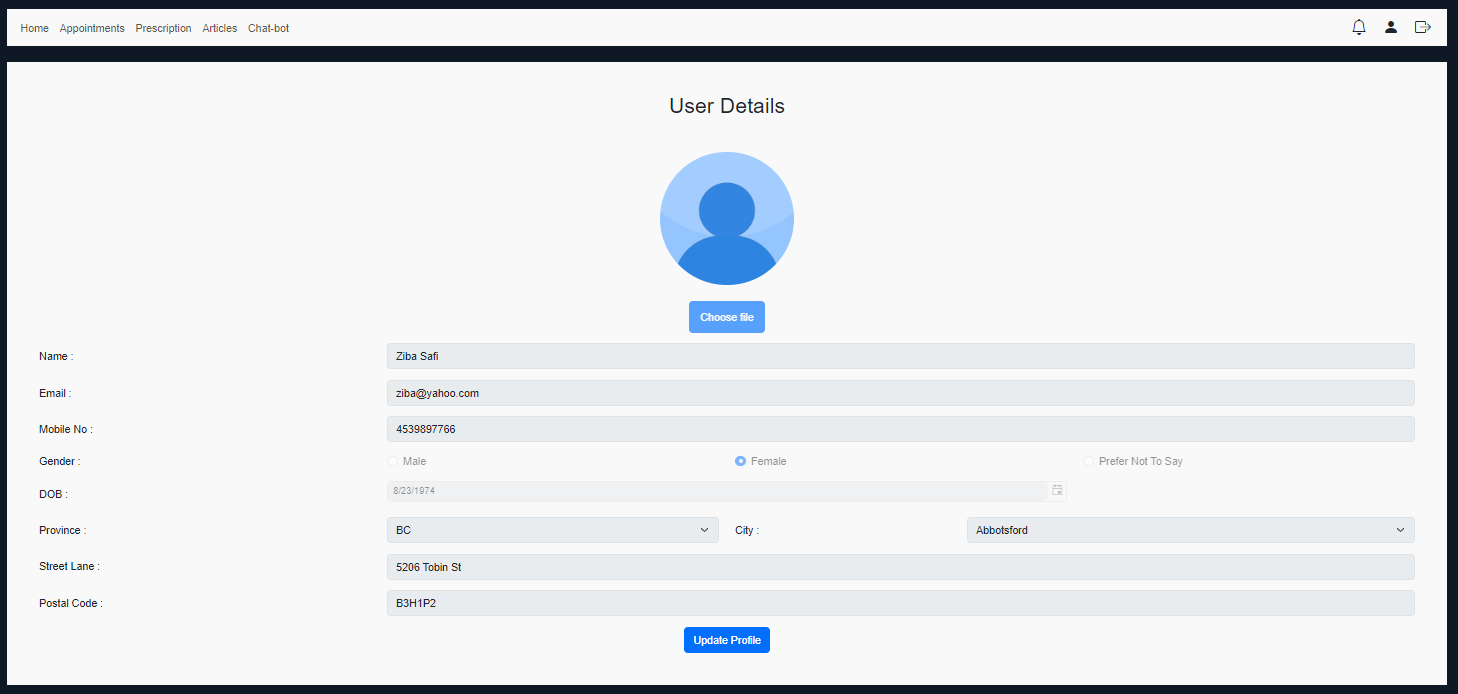 Home Appointments Prescription Articles Chat-bot
User Details
Choose file
Name : Ziba Safi
Email : ziba@yahoo.com
Mobile No : 4539897766
Gender : Male Female Prefer Not To Say
DOB : 8/23/1974
Province : BC City : Abbotsford
Street Lane : 5206 Tobin St
Postal Code : B3H1P2
Update Profile